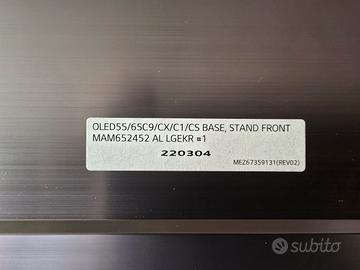 OLED55/65C9/CX/C1/CS BASE, STAND FRONT
MAM652452 AL LGEKR #1
220304
MEZ67359131(REV02)
subito